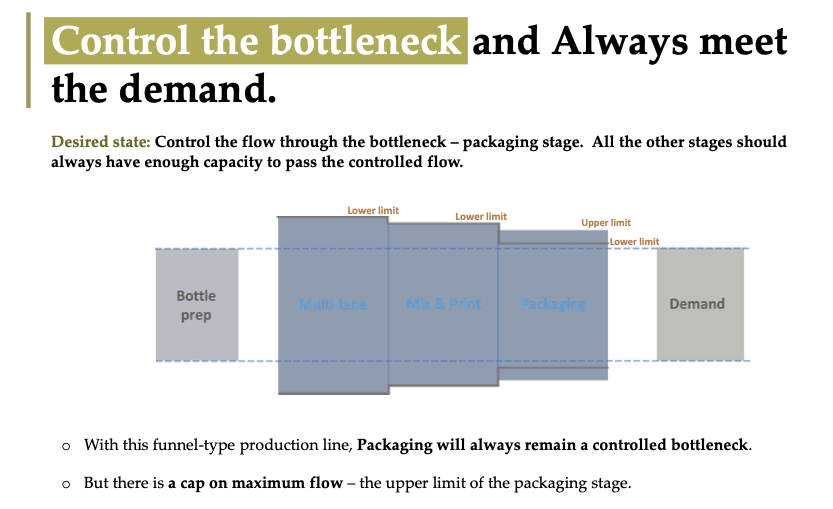 Control the bottleneck and Always meet
the demand.
Desired state: Control the flow through the bottleneck – packaging stage. All the other stages should
always have enough capacity to pass the controlled flow.
Lower limit
Lower limit
Upper limit
Lower limit
Bottle
prep
Multi-lane
Mix & Print
Packaging
Demand
o With this funnel-type production line, Packaging will always remain a controlled bottleneck.
o But there is a cap on maximum flow – the upper limit of the packaging stage.